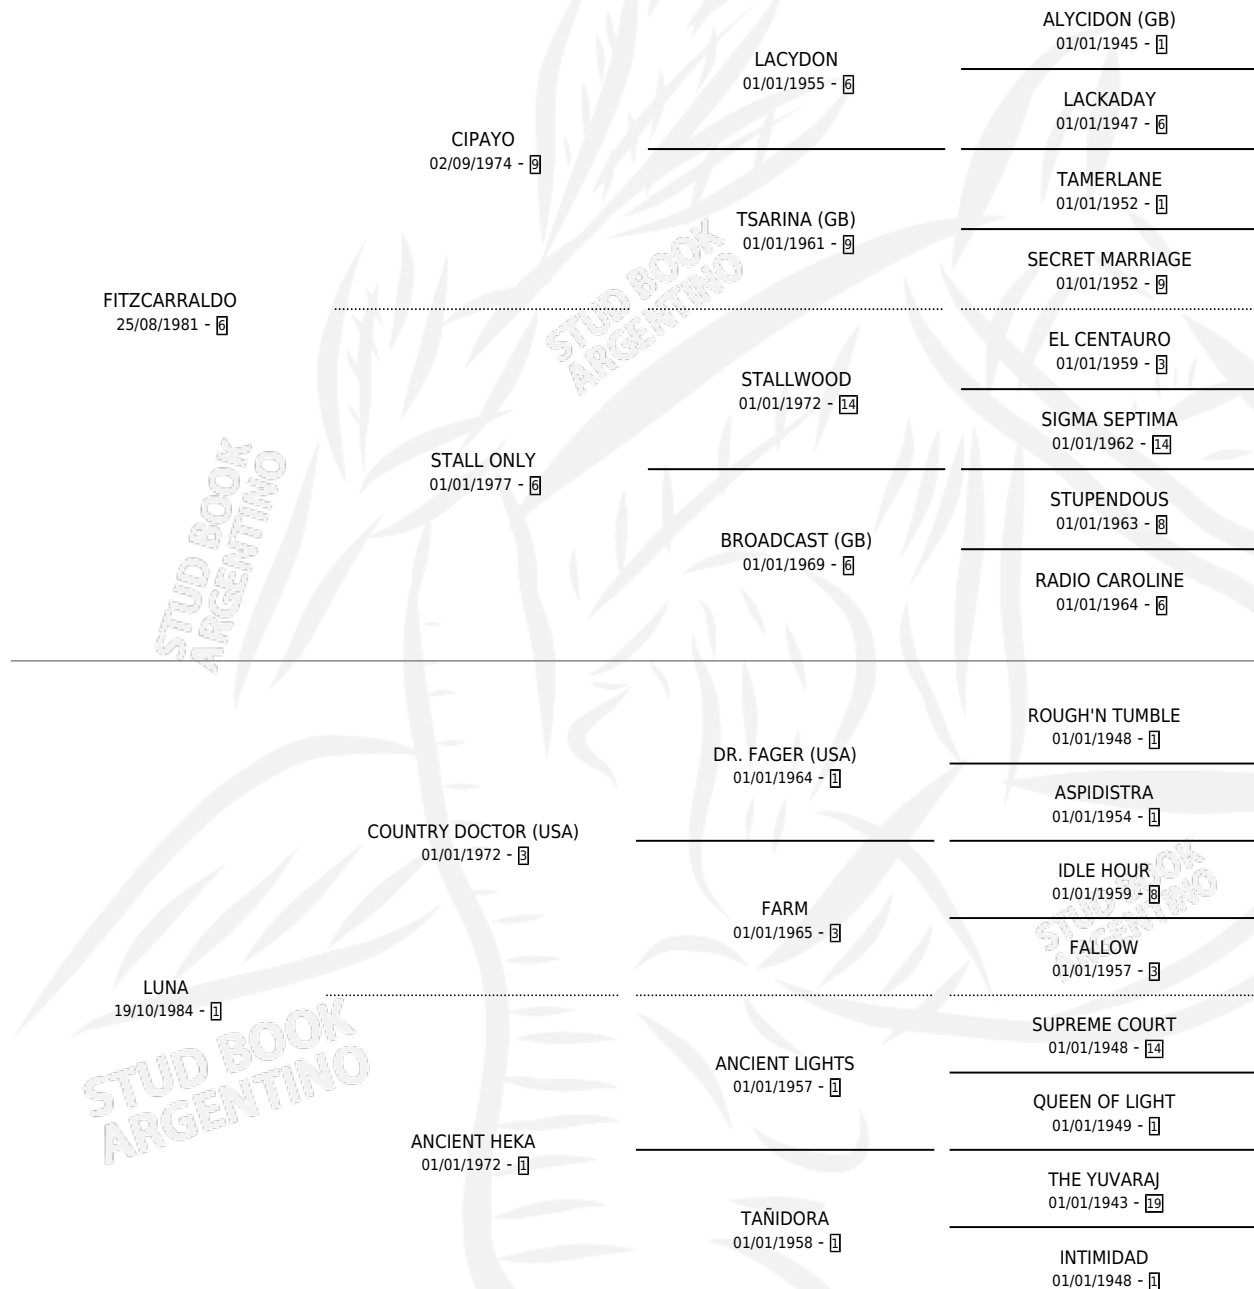 ALYCIDON (GB)
01/01/1945 - 1
LACYDON
01/01/1955 - 6
LACKADAY
01/01/1947 - 6
CIPAYO
02/09/1974 - 9
TAMERLANE
01/01/1952 - 1
TSARINA (GB)
01/01/1961 - 9
SECRET MARRIAGE
01/01/1952 - 9
FITZCARRALDO
25/08/1981 - 6
EL CENTAURO
01/01/1959 - 3
STALLWOOD
01/01/1972 - 14
SIGMA SEPTIMA
01/01/1962 - 14
STALL ONLY
01/01/1977 - 6
STUPENDOUS
01/01/1963 - 8
BROADCAST (GB)
01/01/1969 - 6
RADIO CAROLINE
01/01/1964 - 6
ROUGH'N TUMBLE
01/01/1948 - 1
DR. FAGER (USA)
01/01/1964 - 1
ASPIDISTRA
01/01/1954 - 1
COUNTRY DOCTOR (USA)
01/01/1972 - 3
IDLE HOUR
01/01/1959 - 8
FARM
01/01/1965 - 3
FALLOW
01/01/1957 - 3
LUNA
19/10/1984 - 1
SUPREME COURT
01/01/1948 - 14
ANCIENT LIGHTS
01/01/1957 - 1
QUEEN OF LIGHT
01/01/1949 - 1
ANCIENT HEKA
01/01/1972 - 1
THE YUVARAJ
01/01/1943 - 19
TAÑIDORA
01/01/1958 - 1
INTIMIDAD
01/01/1948 - 1
STUD BOOK
ARGENTINO
STUD BOOK
ARGENTINO
STUD BOOK
ARGENTINO
STUD BOOK
ARGENTINO